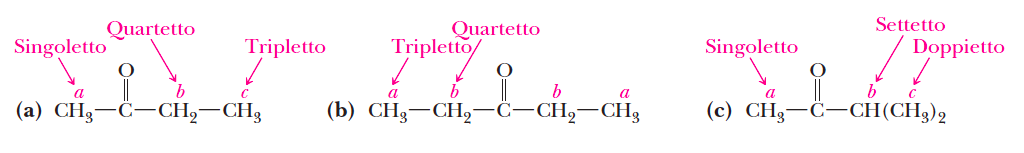 Singoletto Quartetto Tripletto Tripletto Quartetto Singoletto Settetto Doppietto
O O O
a b c a b b a a b c
(a) CH₃—C—CH₂—CH₃ (b) CH₃—CH₂—C—CH₂—CH₃ (c) CH₃—C—CH(CH₃)₂